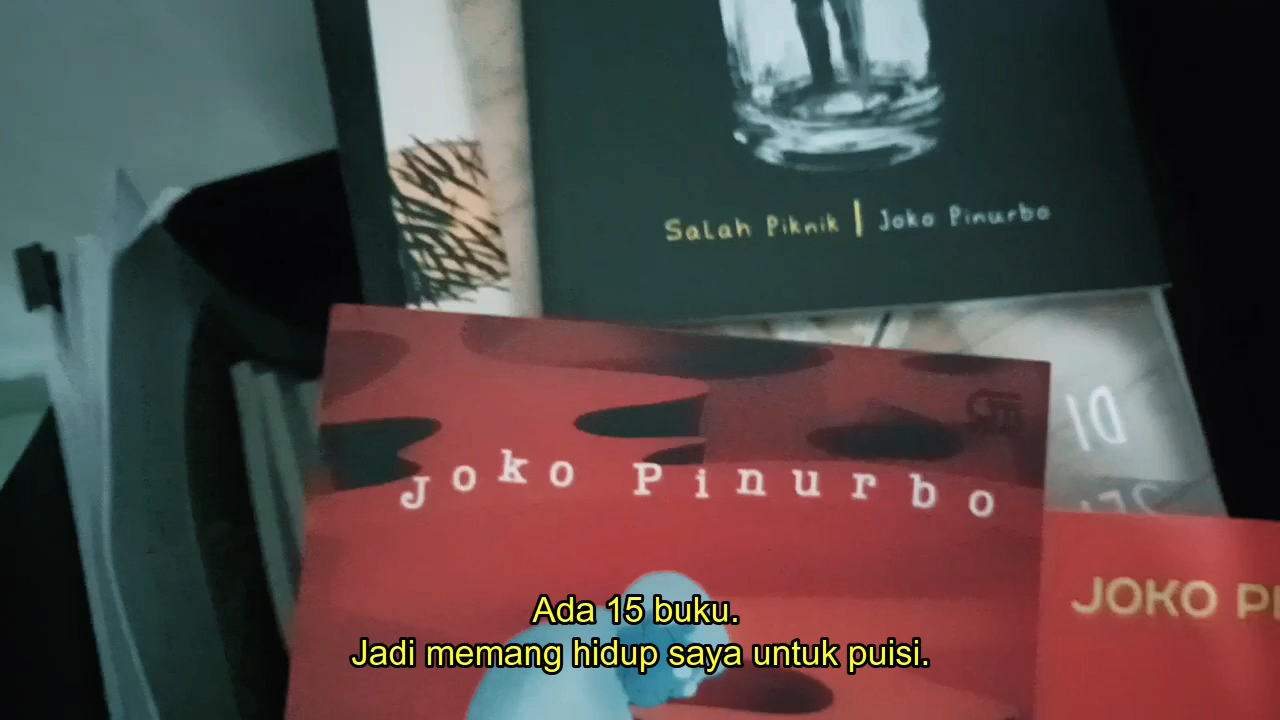 Salah Piknik | Joko Pinurbo
Joko Pinurbo
JOKO
Ada 15 buku.
Jadi memang hidup saya untuk puisi.